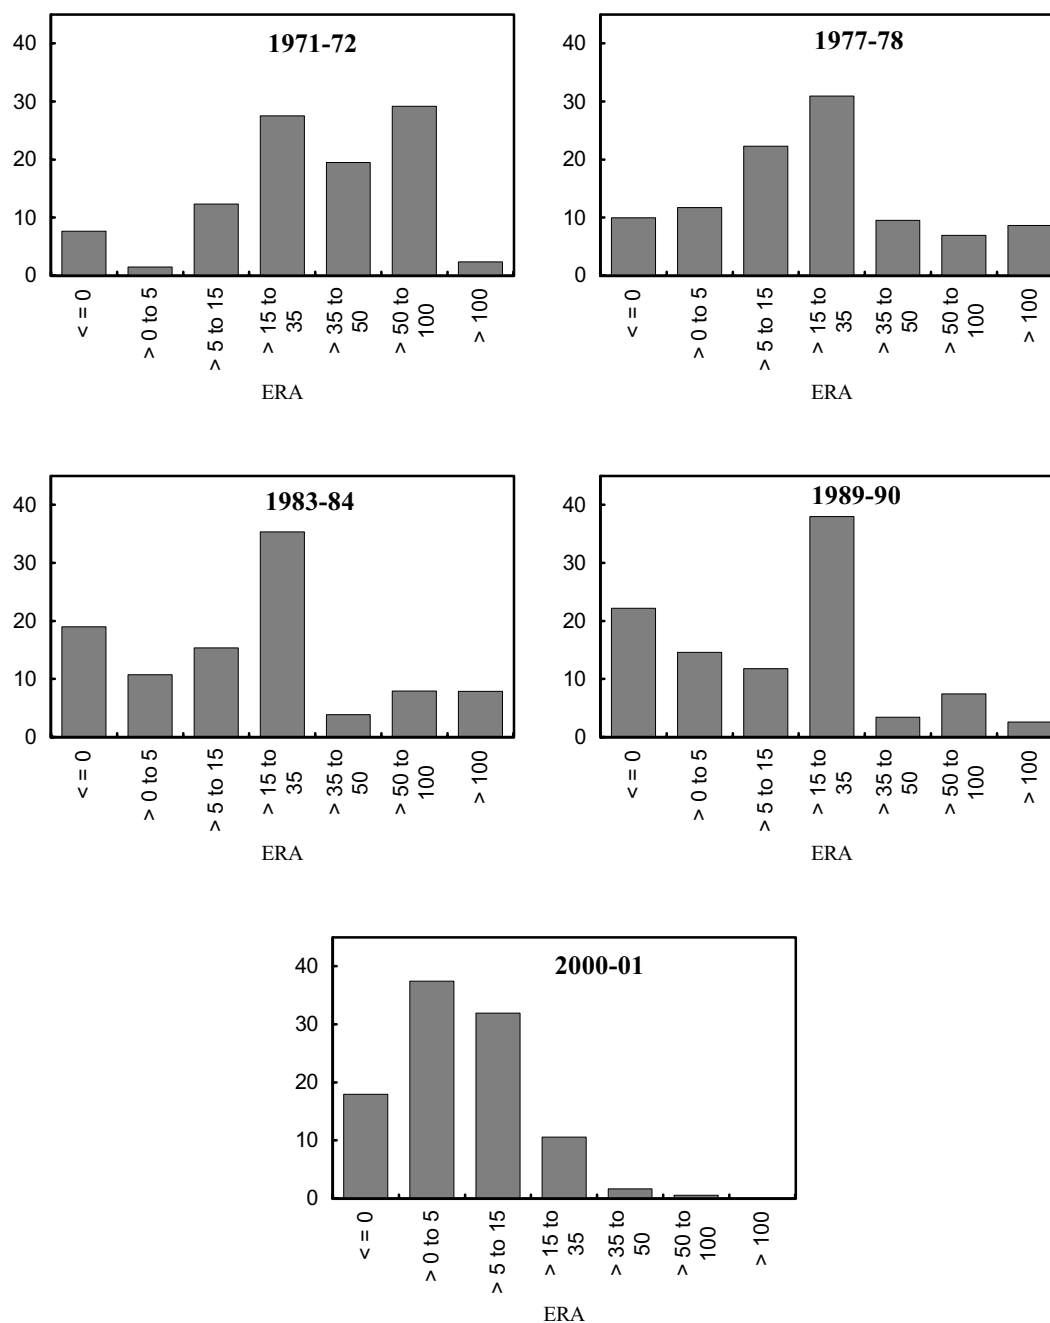 1971-72
40
30
20
10
0
< = 0
> 0 to 5
> 5 to 15
> 15 to
35
> 35 to
50
> 50 to
100
> 100
ERA
1977-78
40
30
20
10
0
< = 0
> 0 to 5
> 5 to 15
> 15 to
35
> 35 to
50
> 50 to
100
> 100
ERA
1983-84
40
30
20
10
0
< = 0
> 0 to 5
> 5 to 15
> 15 to
35
> 35 to
50
> 50 to
100
> 100
ERA
1989-90
40
30
20
10
0
< = 0
> 0 to 5
> 5 to 15
> 15 to
35
> 35 to
50
> 50 to
100
> 100
ERA
2000-01
40
30
20
10
0
< = 0
> 0 to 5
> 5 to 15
> 15 to
35
> 35 to
50
> 50 to
100
> 100
ERA